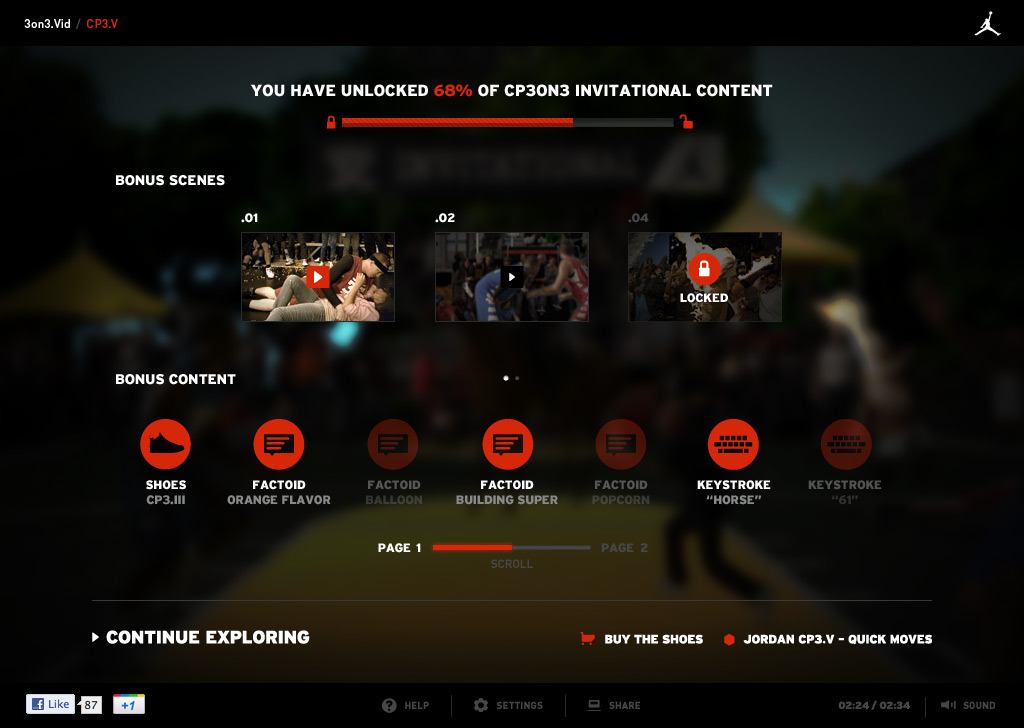 3on3.Vid / CP3.V
YOU HAVE UNLOCKED 68% OF CP3ON3 INVITATIONAL CONTENT
INVITATIONAL
BONUS SCENES
.01 .02 .04
LOCKED
BONUS CONTENT
SHOES FACTOID FACTOID FACTOID FACTOID KEYSTROKE KEYSTROKE
CP3.III ORANGE FLAVOR BALLOON BUILDING SUPER POPCORN “HORSE” “61”
PAGE 1 PAGE 2
SCROLL
CONTINUE EXPLORING BUY THE SHOES JORDAN CP3.V – QUICK MOVES
Like 87 +1 ? HELP SETTINGS SHARE 02:24 / 02:34 SOUND